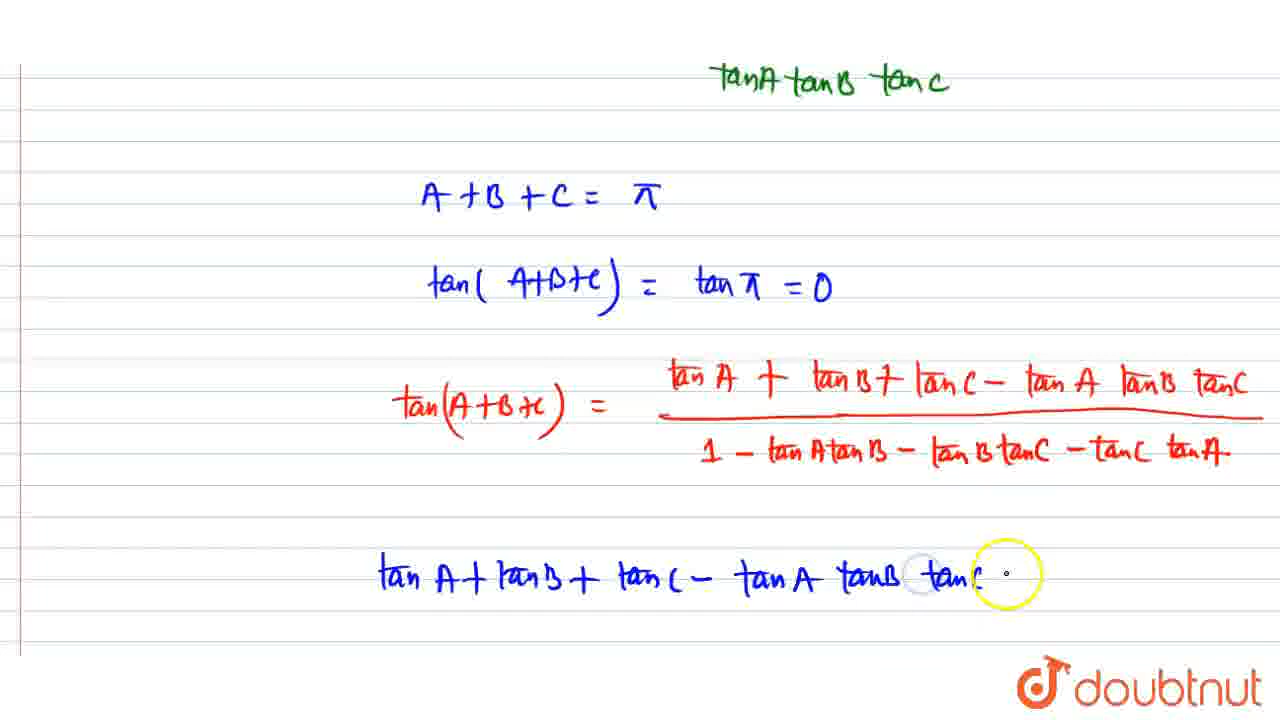 tanA tanB tanC
A+B+C = π
tan( A+B+C) = tan π = 0
tan(A+B+C) = tan A + tan B + tan C - tan A tan B tan C
1 - tan A tan B - tan B tan C - tan C tan A.
tan A + tan B + tan C - tan A tan B tan C
doubtnut